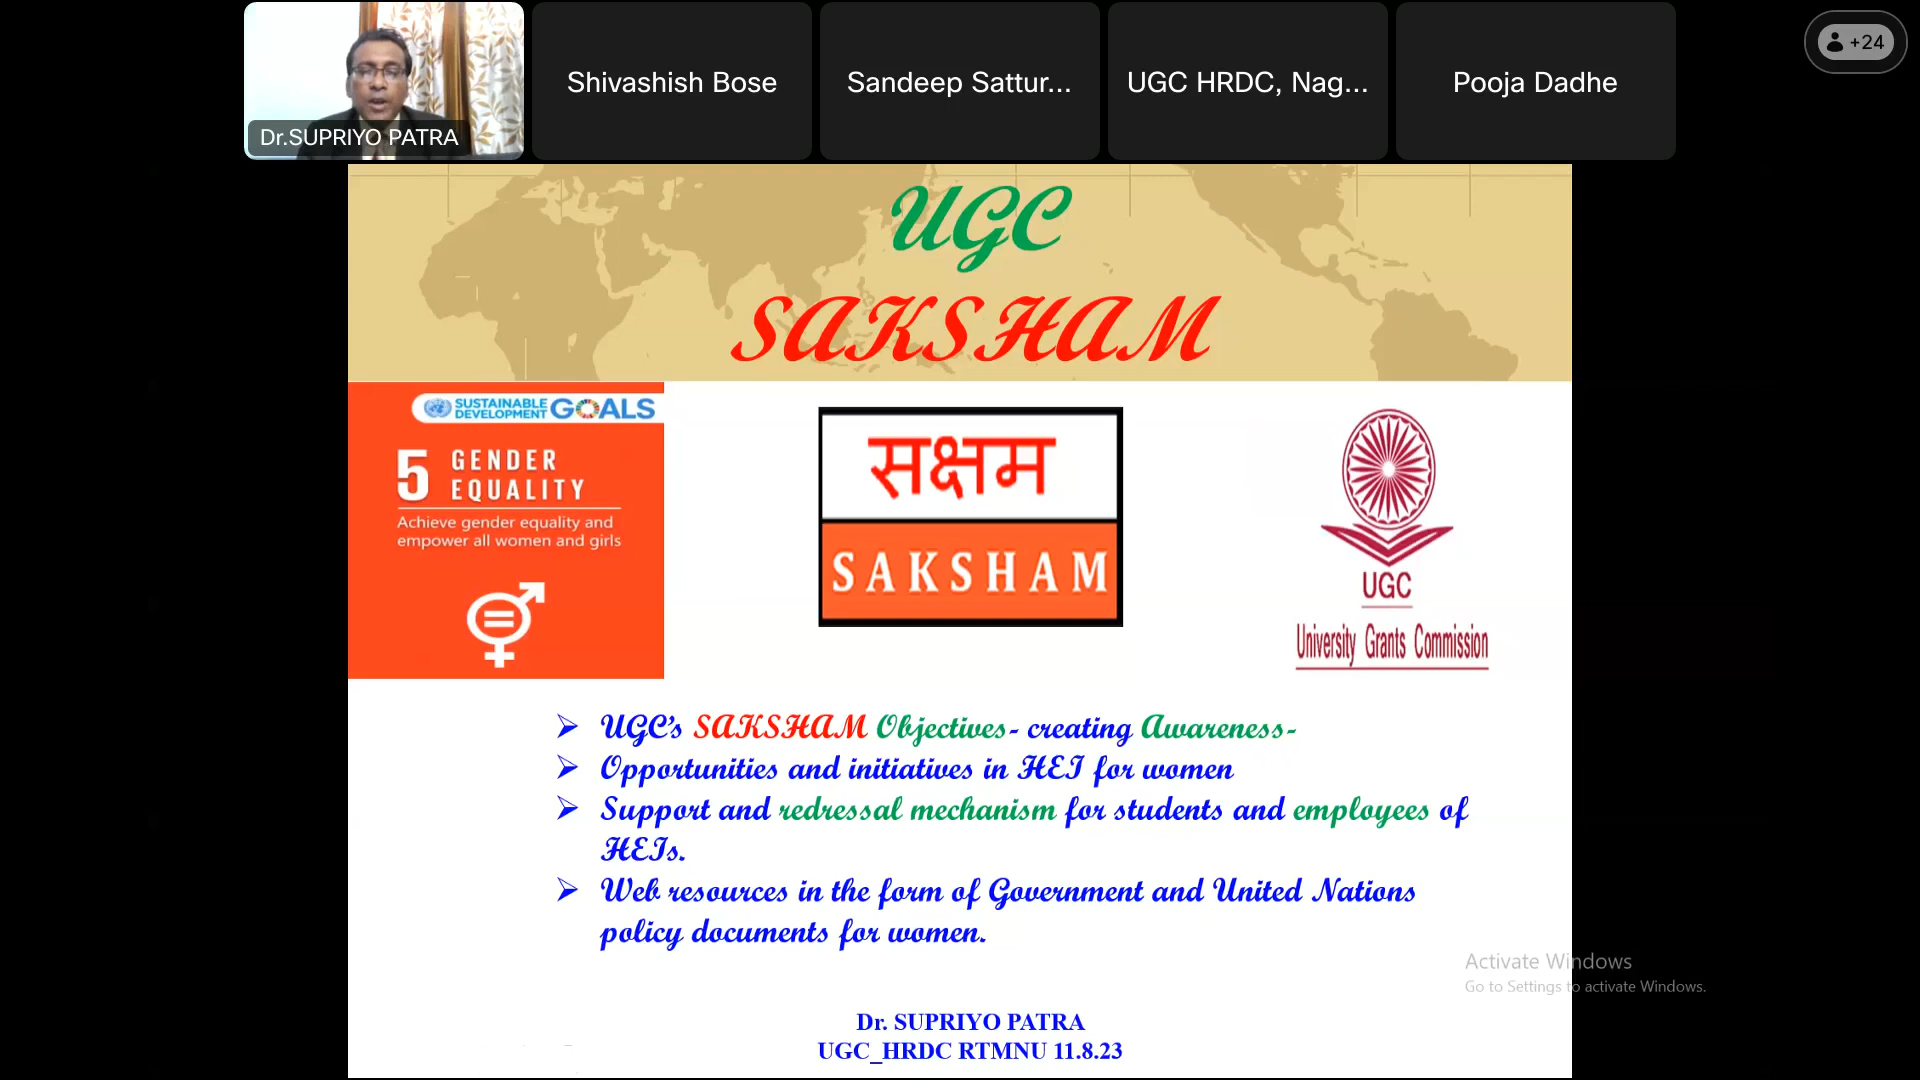 Dr.SUPRIYO PATRA
Shivashish Bose
Sandeep Sattur...
UGC HRDC, Nag...
Pooja Dadhe
+24
UGC
SAKSHAM
SUSTAINABLE
DEVELOPMENT GOALS
5 GENDER
EQUALITY
Achieve gender equality and
empower all women and girls
सक्षम
SAKSHAM
UGC
University Grants Commission
UGC's SAKSHAM Objectives- creating Awareness-
Opportunities and initiatives in HEI for women
Support and redressal mechanism for students and employees of
HEIs.
Web resources in the form of Government and United Nations
policy documents for women.
Activate Windows
Go to Settings to activate Windows.
Dr. SUPRIYO PATRA
UGC_HRDC RTMNU 11.8.23